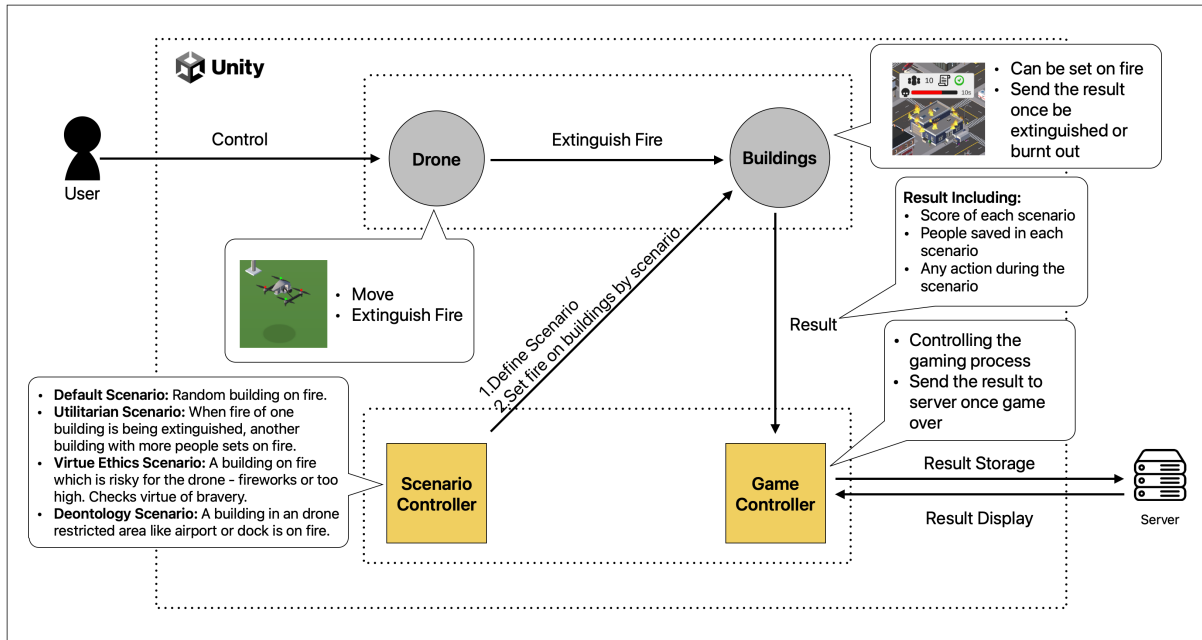 Unity
User
Control
Drone
Extinguish Fire
Buildings
10
10s
• Can be set on fire
• Send the result
once be
extinguished or
burnt out
• Move
• Extinguish Fire
1.Define Scenario
2.Set fire on buildings by scenario
Result Including:
• Score of each scenario
• People saved in each
scenario
• Any action during the
scenario
Result
• Controlling the
gaming process
• Send the result to
server once game
over
• Default Scenario: Random building on fire.
• Utilitarian Scenario: When fire of one
building is being extinguished, another
building with more people sets on fire.
• Virtue Ethics Scenario: A building on fire
which is risky for the drone - fireworks or too
high. Checks virtue of bravery.
• Deontology Scenario: A building in an drone
restricted area like airport or dock is on fire.
Scenario
Controller
Game
Controller
Result Storage
Result Display
Server